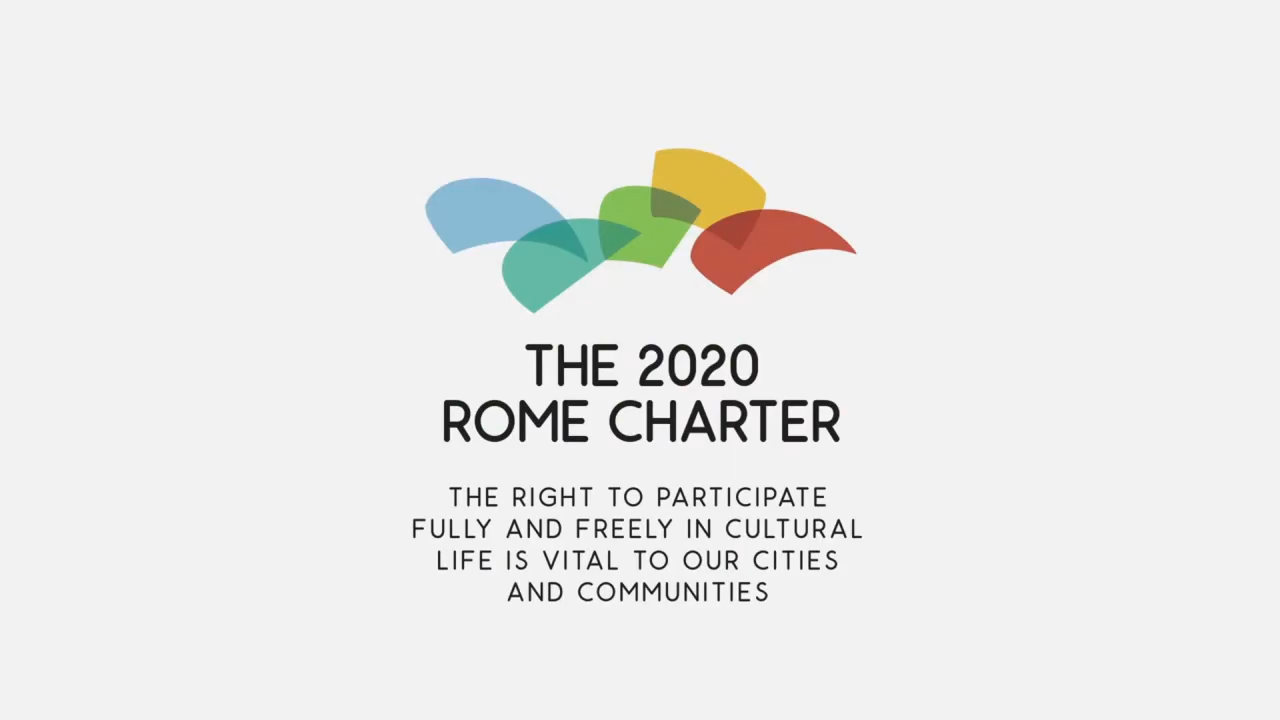 THE 2020
ROME CHARTER
THE RIGHT TO PARTICIPATE
FULLY AND FREELY IN CULTURAL
LIFE IS VITAL TO OUR CITIES
AND COMMUNITIES